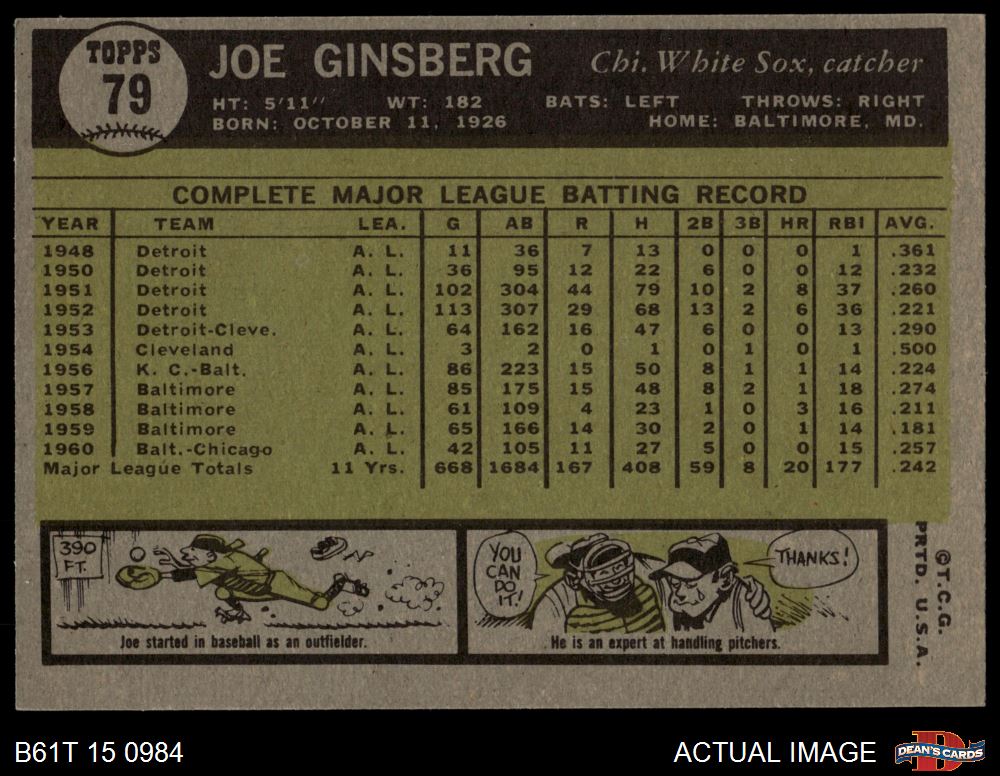 TOPPS
79
JOE GINSBERG Chi. White Sox, catcher
HT: 5'11'' WT: 182 BATS: LEFT THROWS: RIGHT
BORN: OCTOBER 11, 1926 HOME: BALTIMORE, MD.
COMPLETE MAJOR LEAGUE BATTING RECORD
YEAR TEAM LEA. G AB R H 2B 3B HR RBI AVG.
1948 Detroit A. L. 11 36 7 13 0 0 0 1 .361
1950 Detroit A. L. 36 95 12 22 6 0 0 12 .232
1951 Detroit A. L. 102 304 44 79 10 2 8 37 .260
1952 Detroit A. L. 113 307 29 68 13 2 6 36 .221
1953 Detroit-Cleve. A. L. 64 162 16 47 6 0 0 13 .290
1954 Cleveland A. L. 3 2 0 1 0 1 0 1 .500
1956 K. C.-Balt. A. L. 86 223 15 50 8 1 1 14 .224
1957 Baltimore A. L. 85 175 15 48 8 2 1 18 .274
1958 Baltimore A. L. 61 109 4 23 1 0 3 16 .211
1959 Baltimore A. L. 65 166 14 30 2 0 1 14 .181
1960 Balt.-Chicago A. L. 42 105 11 27 5 0 0 15 .257
Major League Totals 11 Yrs. 668 1684 167 408 59 8 20 177 .242
390
FT.
Joe started in baseball as an outfielder.
YOU
CAN
DO
IT!
THANKS!
He is an expert at handling pitchers.
©T.C.G.
PRTD. U.S.A.
B61T 15 0984 ACTUAL IMAGE
D
DEAN'S CARDS